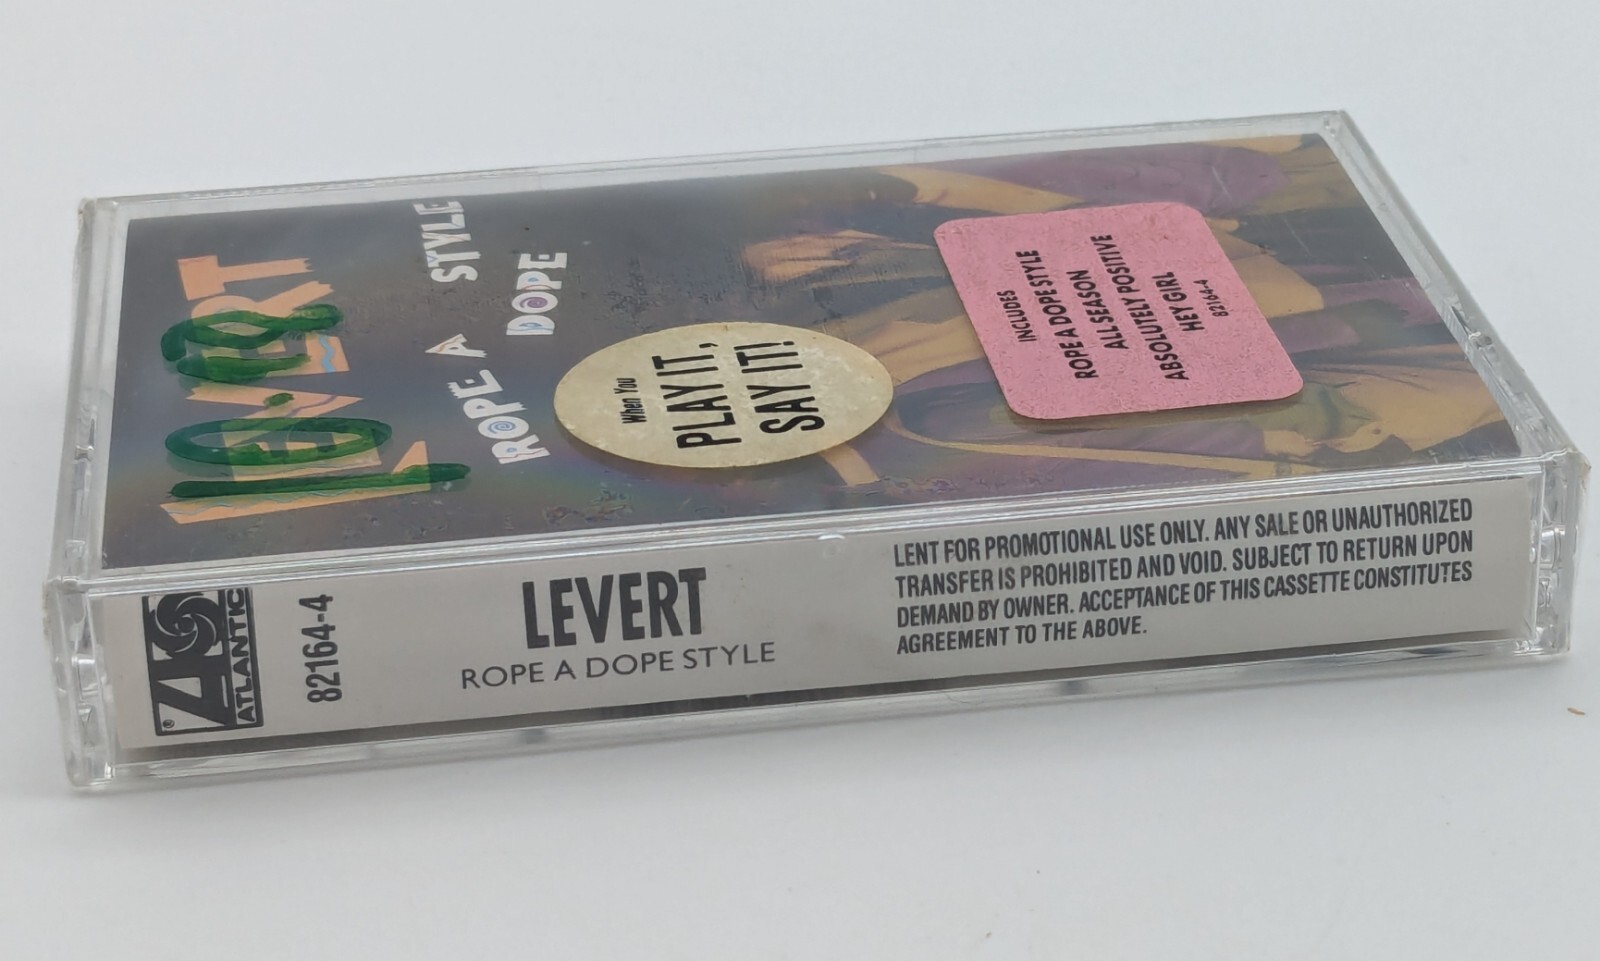 LEVERT
10.8
ROPE A STYLE
DOPE
When You
PLAY IT,
SAY IT!
INCLUDES
ROPE A DOPE STYLE
ALL SEASON
ABSOLUTELY POSITIVE
HEY GIRL
82164-4
® ATLANTIC
82164-4
LEVERT
ROPE A DOPE STYLE
LENT FOR PROMOTIONAL USE ONLY. ANY SALE OR UNAUTHORIZED
TRANSFER IS PROHIBITED AND VOID. SUBJECT TO RETURN UPON
DEMAND BY OWNER. ACCEPTANCE OF THIS CASSETTE CONSTITUTES
AGREEMENT TO THE ABOVE.